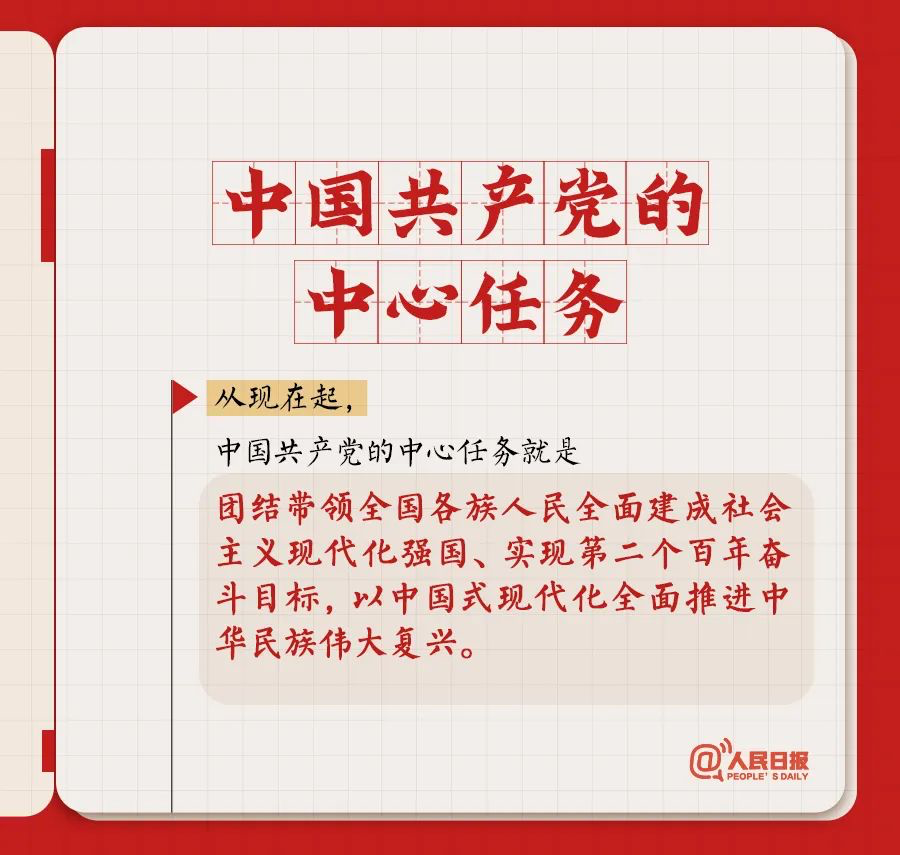 中国共产党的
中心任务
从现在起，
中国共产党的中心任务就是
团结带领全国各族人民全面建成社会
主义现代化强国、实现第二个百年奋
斗目标，以中国式现代化全面推进中
华民族伟大复兴。
@人民日报
PEOPLE'S DAILY